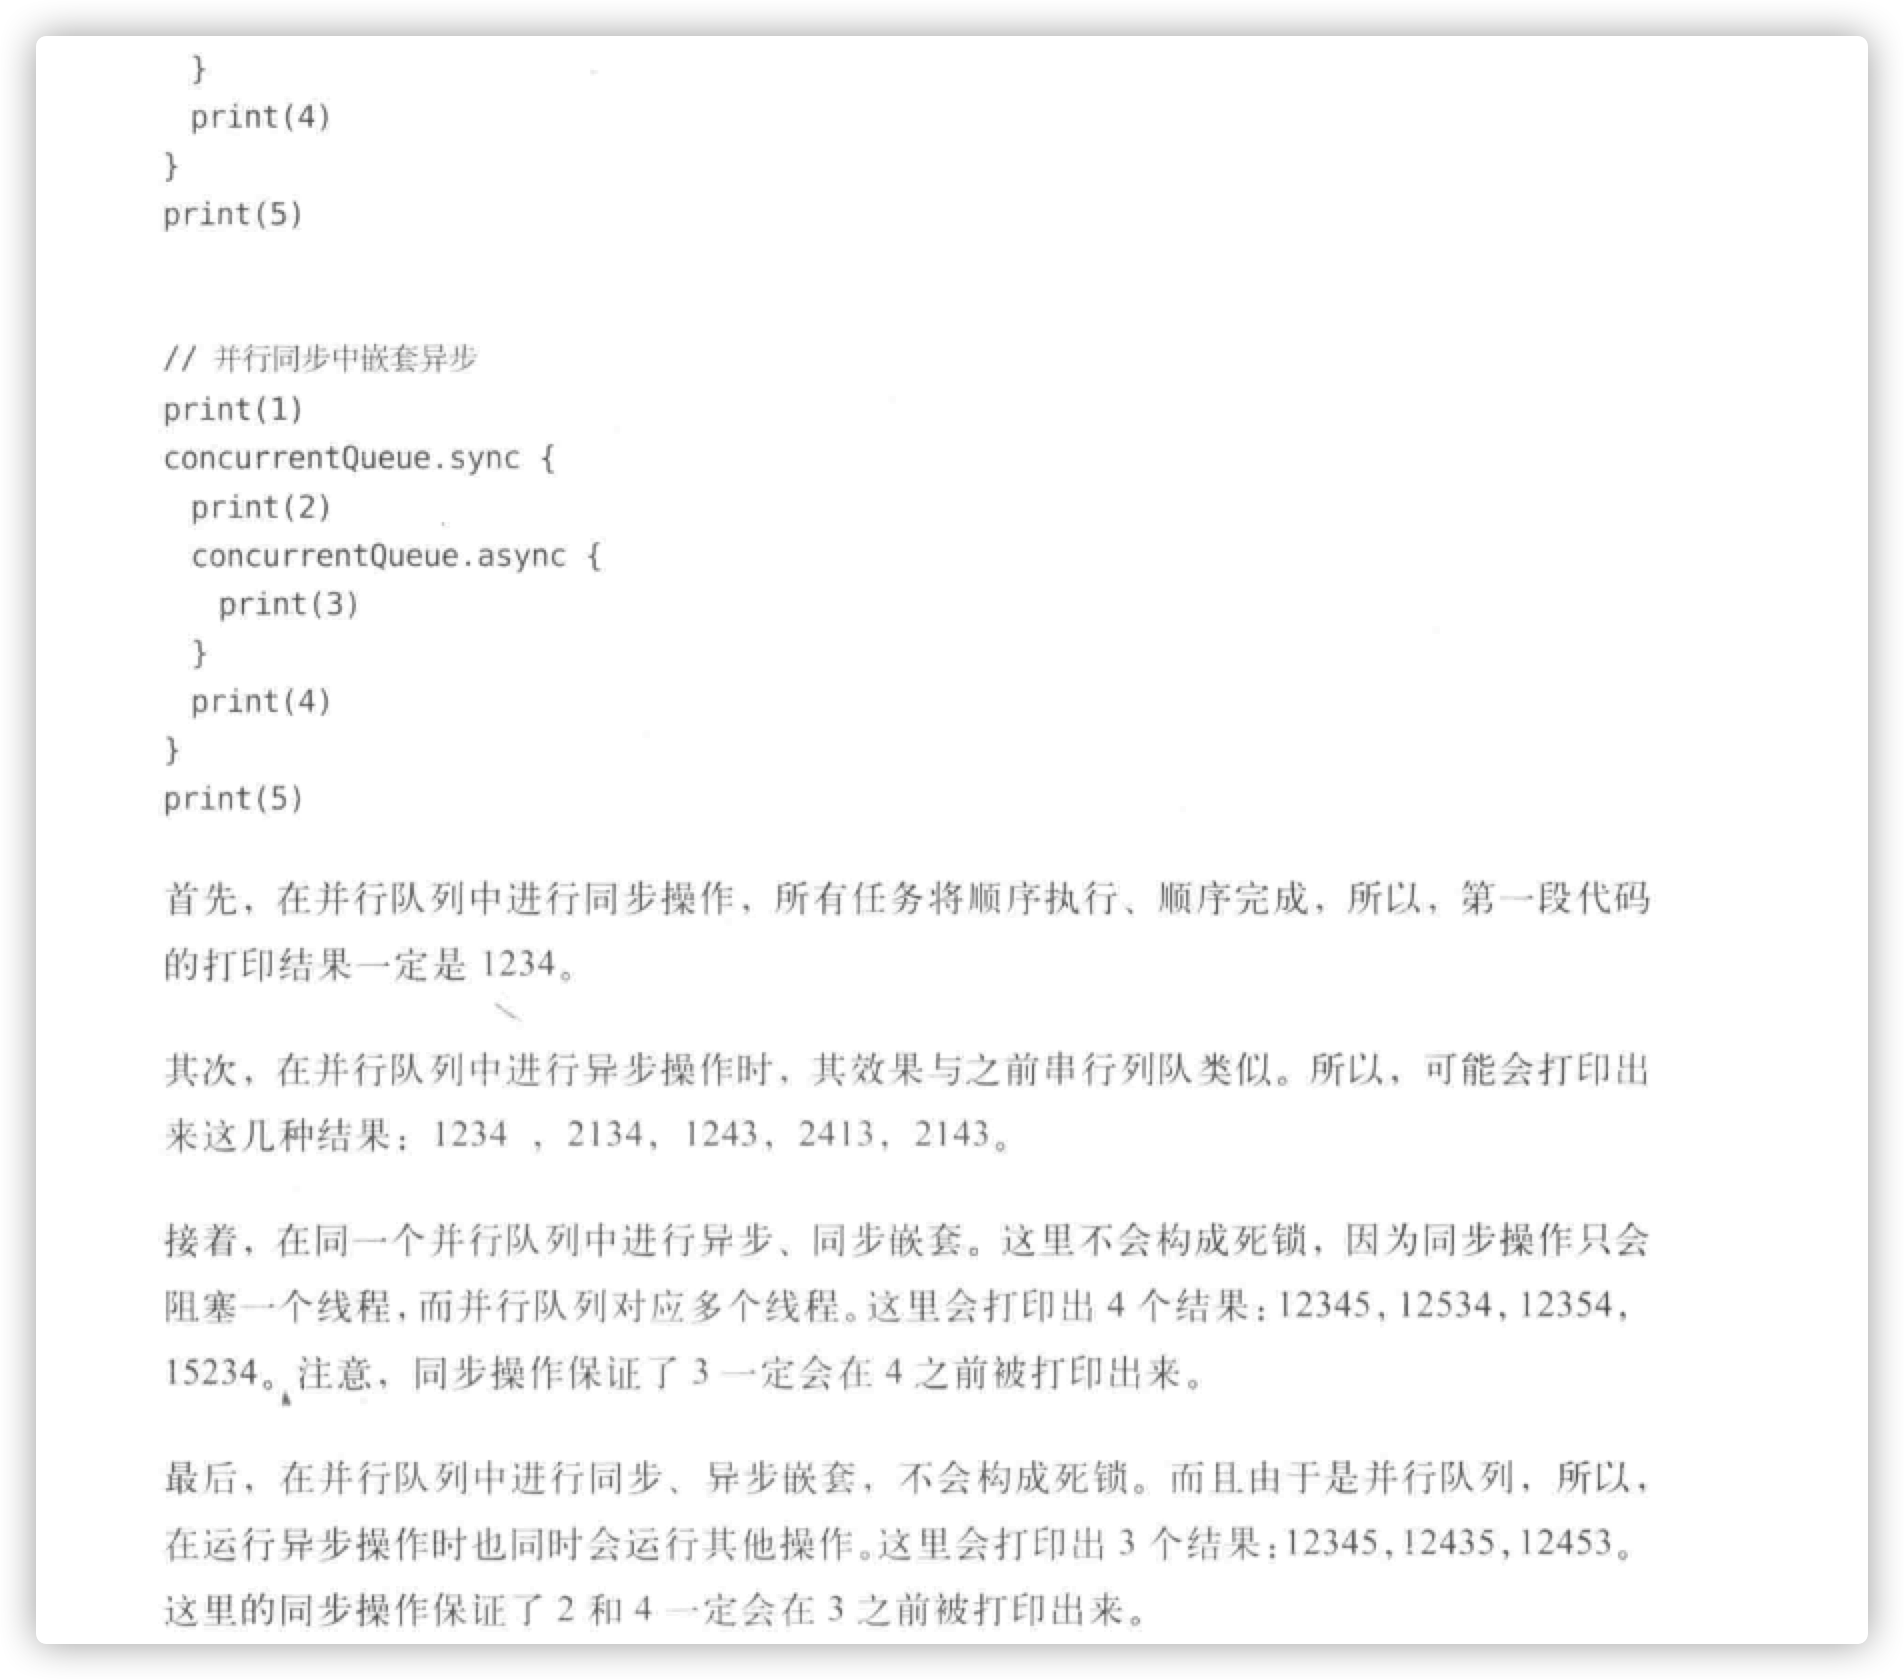 }
print(4)
}
print(5)
// 并行同步中嵌套异步
print(1)
concurrentQueue.sync {
print(2)
concurrentQueue.async {
print(3)
}
print(4)
}
print(5)
首先，在并行队列中进行同步操作，所有任务将顺序执行、顺序完成，所以，第一段代码
的打印结果一定是 1234。
其次，在并行队列中进行异步操作时，其效果与之前串行列队类似。所以，可能会打印出
来这几种结果：1234 ，2134，1243，2413，2143。
接着，在同一个并行队列中进行异步、同步嵌套。这里不会构成死锁，因为同步操作只会
阻塞一个线程，而并行队列对应多个线程。这里会打印出 4 个结果：12345，12534，12354，
15234。注意，同步操作保证了 3 一定会在 4 之前被打印出来。
最后，在并行队列中进行同步、异步嵌套，不会构成死锁。而且由于是并行队列，所以，
在运行异步操作时也同时会运行其他操作。这里会打印出 3 个结果：12345，12435，12453。
这里的同步操作保证了 2 和 4 一定会在 3 之前被打印出来。